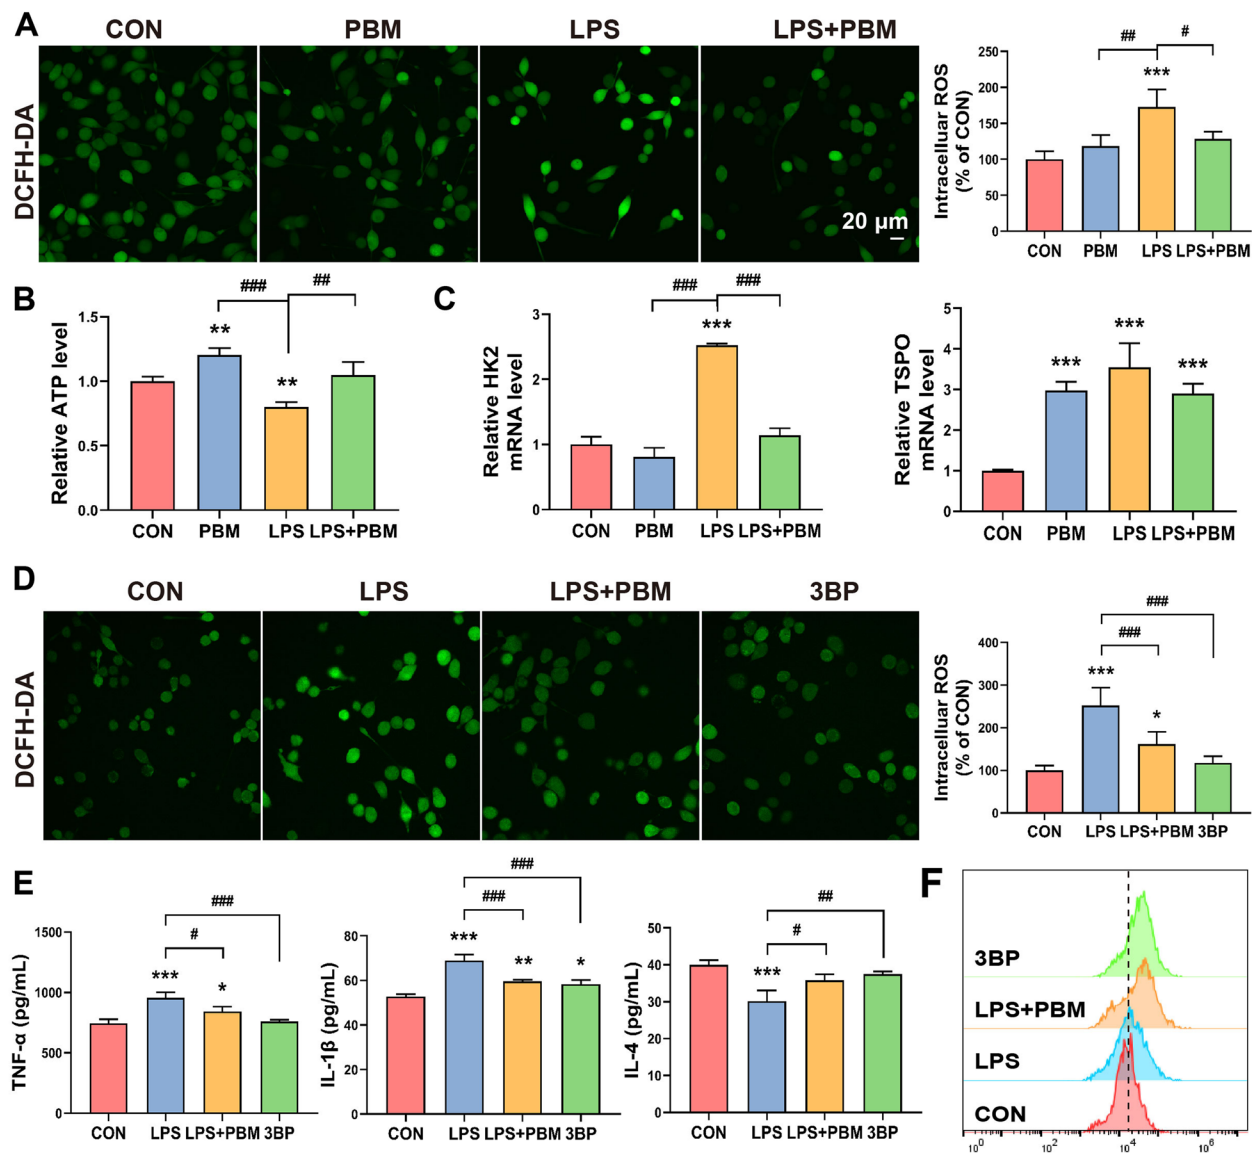 A
CON PBM LPS LPS+PBM
DCFH-DA
20 μm
Intracelluar ROS
(% of CON)
250
200
150
100
50
0
## #
***
CON PBM LPS LPS+PBM
B
Relative ATP level
1.5
1.0
0.5
0.0
### ##
**
**
CON PBM LPS LPS+PBM
C
Relative HK2
mRNA level
3
2
1
0
### ###
***
CON PBM LPS LPS+PBM
Relative TSPO
mRNA level
5
4
3
2
1
0
*** *** ***
CON PBM LPS LPS+PBM
D
CON LPS LPS+PBM 3BP
DCFH-DA
Intracelluar ROS
(% of CON)
400
300
200
100
0
###
###
***
*
CON LPS LPS+PBM 3BP
E
TNF-α (pg/mL)
1500
1000
500
0
###
#
***
*
CON LPS LPS+PBM 3BP
IL-1β (pg/mL)
80
60
40
20
0
###
###
***
** *
CON LPS LPS+PBM 3BP
IL-4 (pg/mL)
50
40
30
20
10
0
##
#
***
CON LPS LPS+PBM 3BP
F
3BP
LPS+PBM
LPS
CON
10⁰ 10² 10⁴ 10⁶